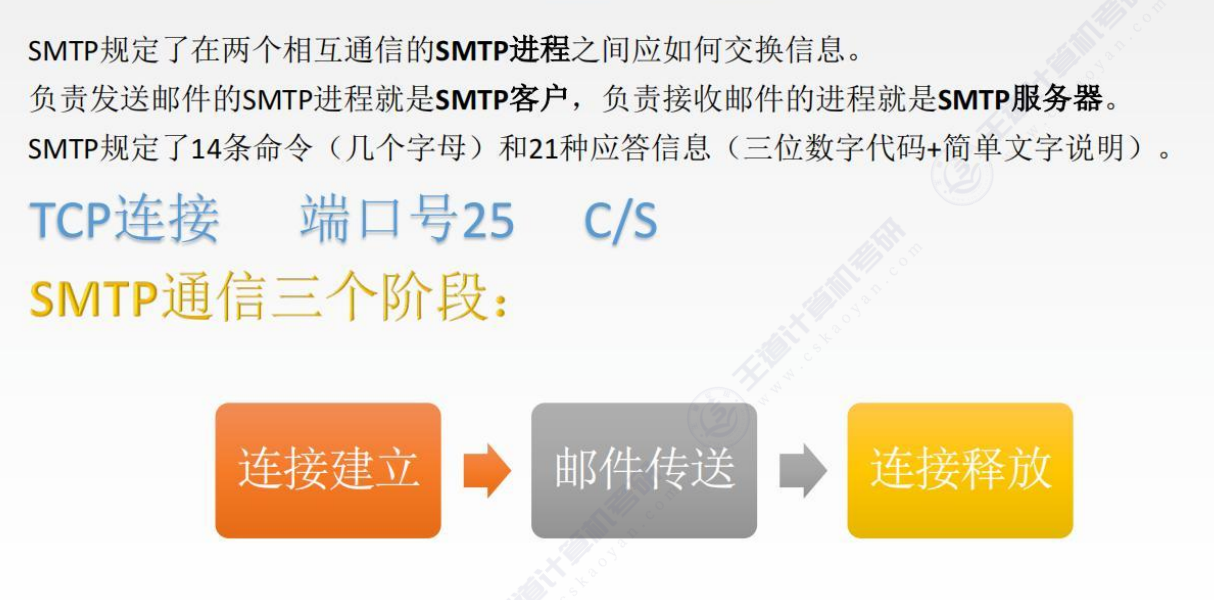 SMTP规定了在两个相互通信的SMTP进程之间应如何交换信息。
负责发送邮件的SMTP进程就是SMTP客户，负责接收邮件的进程就是SMTP服务器。
SMTP规定了14条命令（几个字母）和21种应答信息（三位数字代码+简单文字说明）。
TCP连接 端口号25 C/S
SMTP通信三个阶段：
连接建立 邮件传送 连接释放
王道计算机考研
www.cskaoyan.com